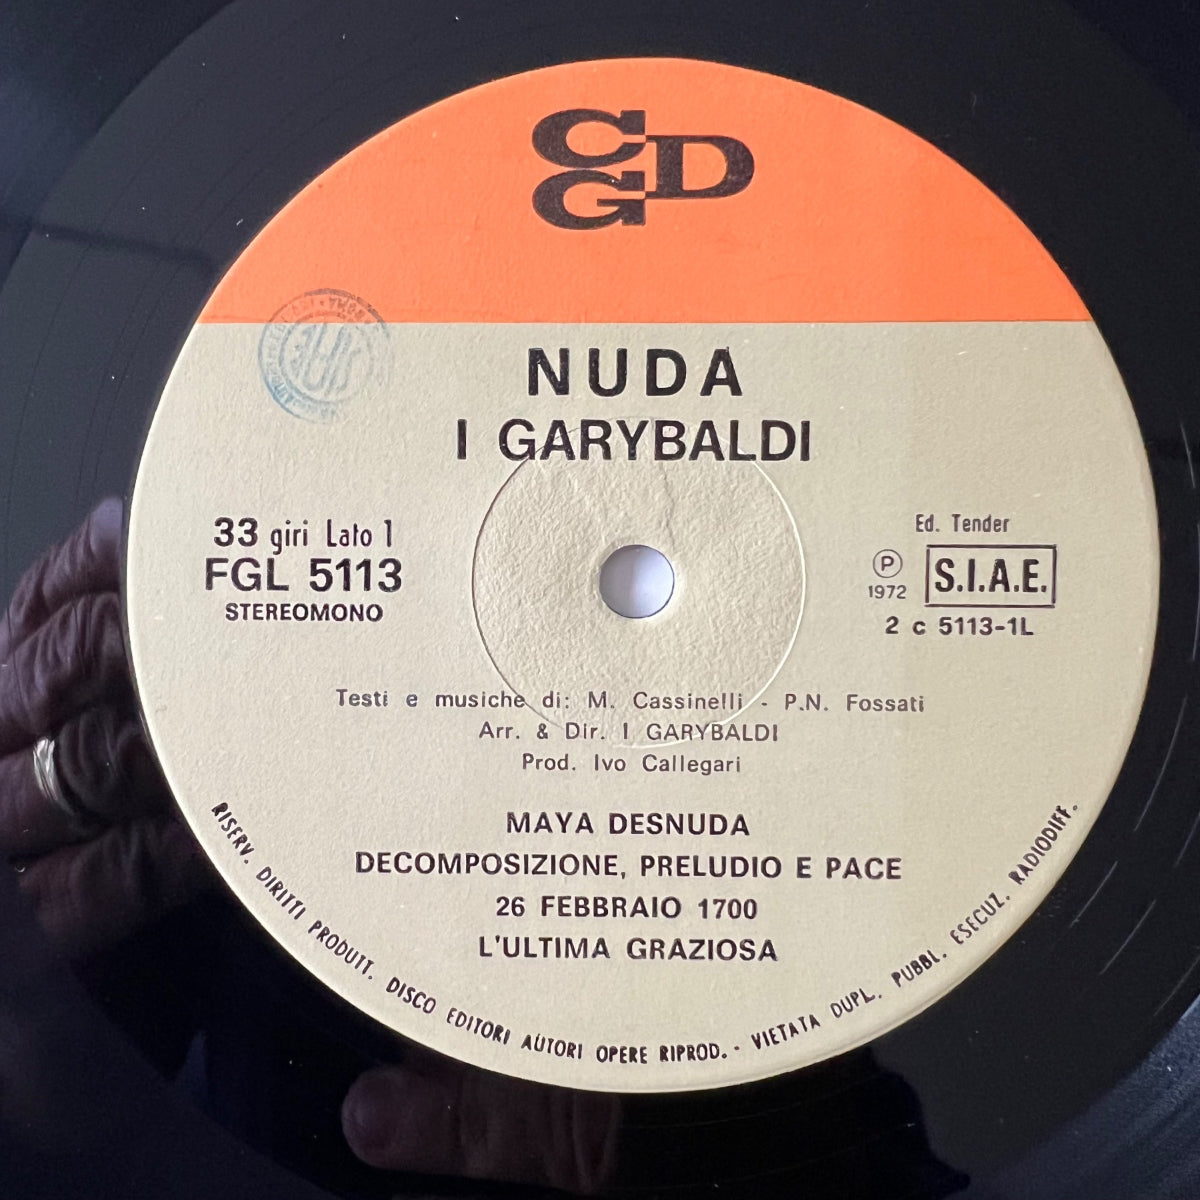 CGD
NUDA
I GARYBALDI
33 giri Lato 1
FGL 5113
STEREOMONO
Ed. Tender
Ⓟ 1972
S.I.A.E.
2 c 5113-1L
Testi e musiche di: M. Cassinelli - P.N. Fossati
Arr. & Dir. I GARYBALDI
Prod. Ivo Callegari
MAYA DESNUDA
DECOMPOSIZIONE, PRELUDIO E PACE
26 FEBBRAIO 1700
L'ULTIMA GRAZIOSA
RISERV. DIRITTI PRODUTT. DISCO EDITORI AUTORI OPERE RIPROD. - VIETATA DUPL. PUBBL. ESECUZ. RADIODIFF.
SIAE